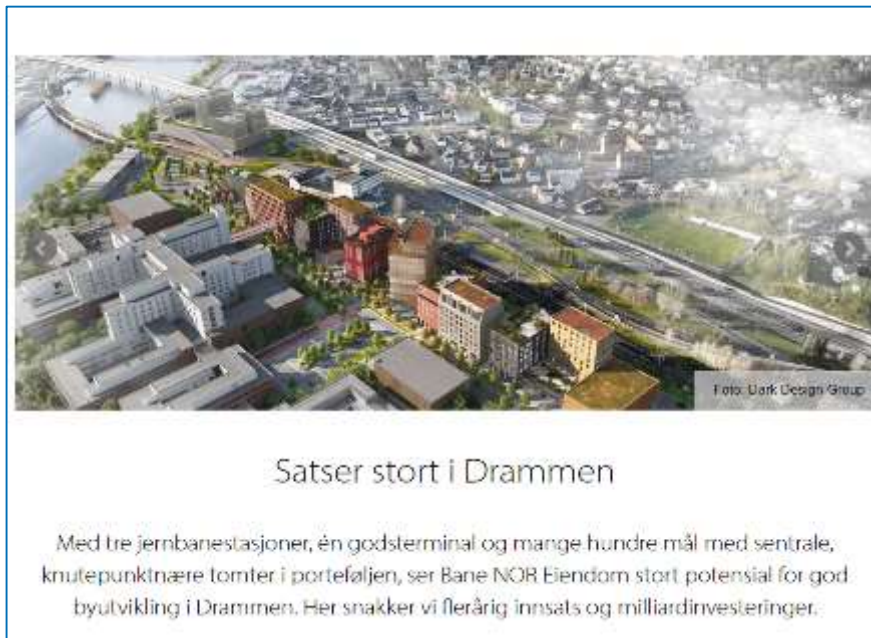 Foto: Dark Design Group
Satser stort i Drammen
Med tre jernbanestasjoner, én godsterminal og mange hundre mål med sentrale,
knutepunktnære tomter i porteføljen, ser Bane NOR Eiendom stort potensial for god
byutvikling i Drammen. Her snakker vi flerårig innsats og milliardinvesteringer.